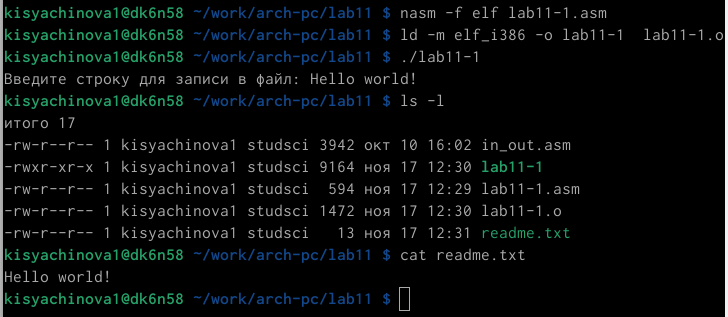 kisyachinova1@dk6n58 ~/work/arch-pc/lab11 $ nasm -f elf lab11-1.asm
kisyachinova1@dk6n58 ~/work/arch-pc/lab11 $ ld -m elf_i386 -o lab11-1  lab11-1.o
kisyachinova1@dk6n58 ~/work/arch-pc/lab11 $ ./lab11-1
Введите строку для записи в файл: Hello world!
kisyachinova1@dk6n58 ~/work/arch-pc/lab11 $ ls -l
итого 17
-rw-r--r-- 1 kisyachinova1 studsci 3942 окт 10 16:02 in_out.asm
-rwxr-xr-x 1 kisyachinova1 studsci 9164 ноя 17 12:30 lab11-1
-rw-r--r-- 1 kisyachinova1 studsci  594 ноя 17 12:29 lab11-1.asm
-rw-r--r-- 1 kisyachinova1 studsci 1472 ноя 17 12:30 lab11-1.o
-rw-r--r-- 1 kisyachinova1 studsci   13 ноя 17 12:31 readme.txt
kisyachinova1@dk6n58 ~/work/arch-pc/lab11 $ cat readme.txt
Hello world!
kisyachinova1@dk6n58 ~/work/arch-pc/lab11 $